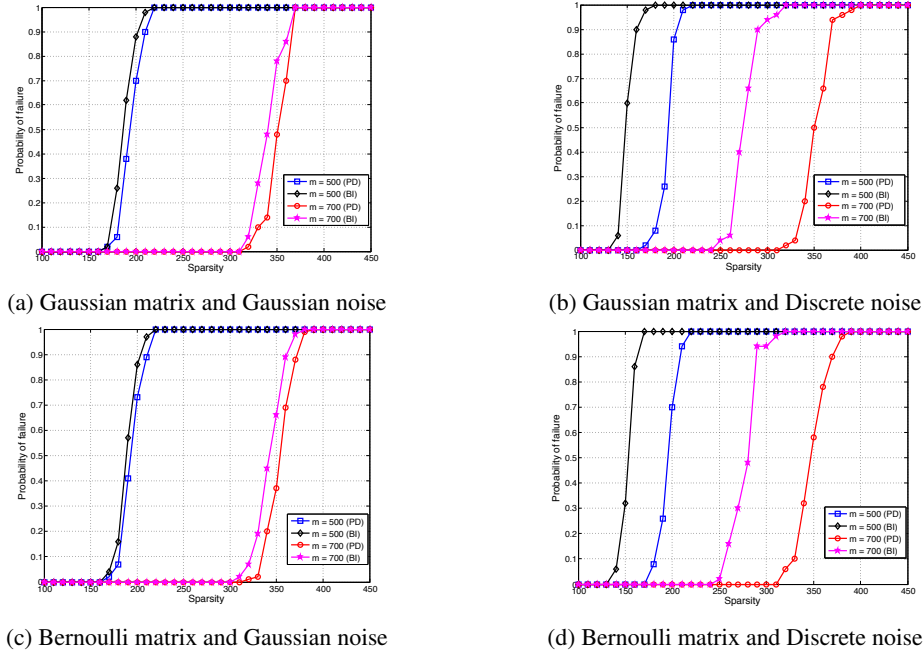 1
0.9
0.8
0.7
0.6
0.5
0.4
0.3
0.2
0.1
0
Probability of failure
m = 500 (PD)
m = 500 (BI)
m = 700 (PD)
m = 700 (BI)
100 150 200 250 300 350 400 450
Sparsity
(a) Gaussian matrix and Gaussian noise
1
0.9
0.8
0.7
0.6
0.5
0.4
0.3
0.2
0.1
0
Probability of failure
m = 500 (PD)
m = 500 (BI)
m = 700 (PD)
m = 700 (BI)
100 150 200 250 300 350 400 450
Sparsity
(b) Gaussian matrix and Discrete noise
1
0.9
0.8
0.7
0.6
0.5
0.4
0.3
0.2
0.1
0
Probability of failure
m = 500 (PD)
m = 500 (BI)
m = 700 (PD)
m = 700 (BI)
100 150 200 250 300 350 400 450
Sparsity
(c) Bernoulli matrix and Gaussian noise
1
0.9
0.8
0.7
0.6
0.5
0.4
0.3
0.2
0.1
0
Probability of failure
m = 500 (PD)
m = 500 (BI)
m = 700 (PD)
m = 700 (BI)
100 150 200 250 300 350 400 450
Sparsity
(d) Bernoulli matrix and Discrete noise